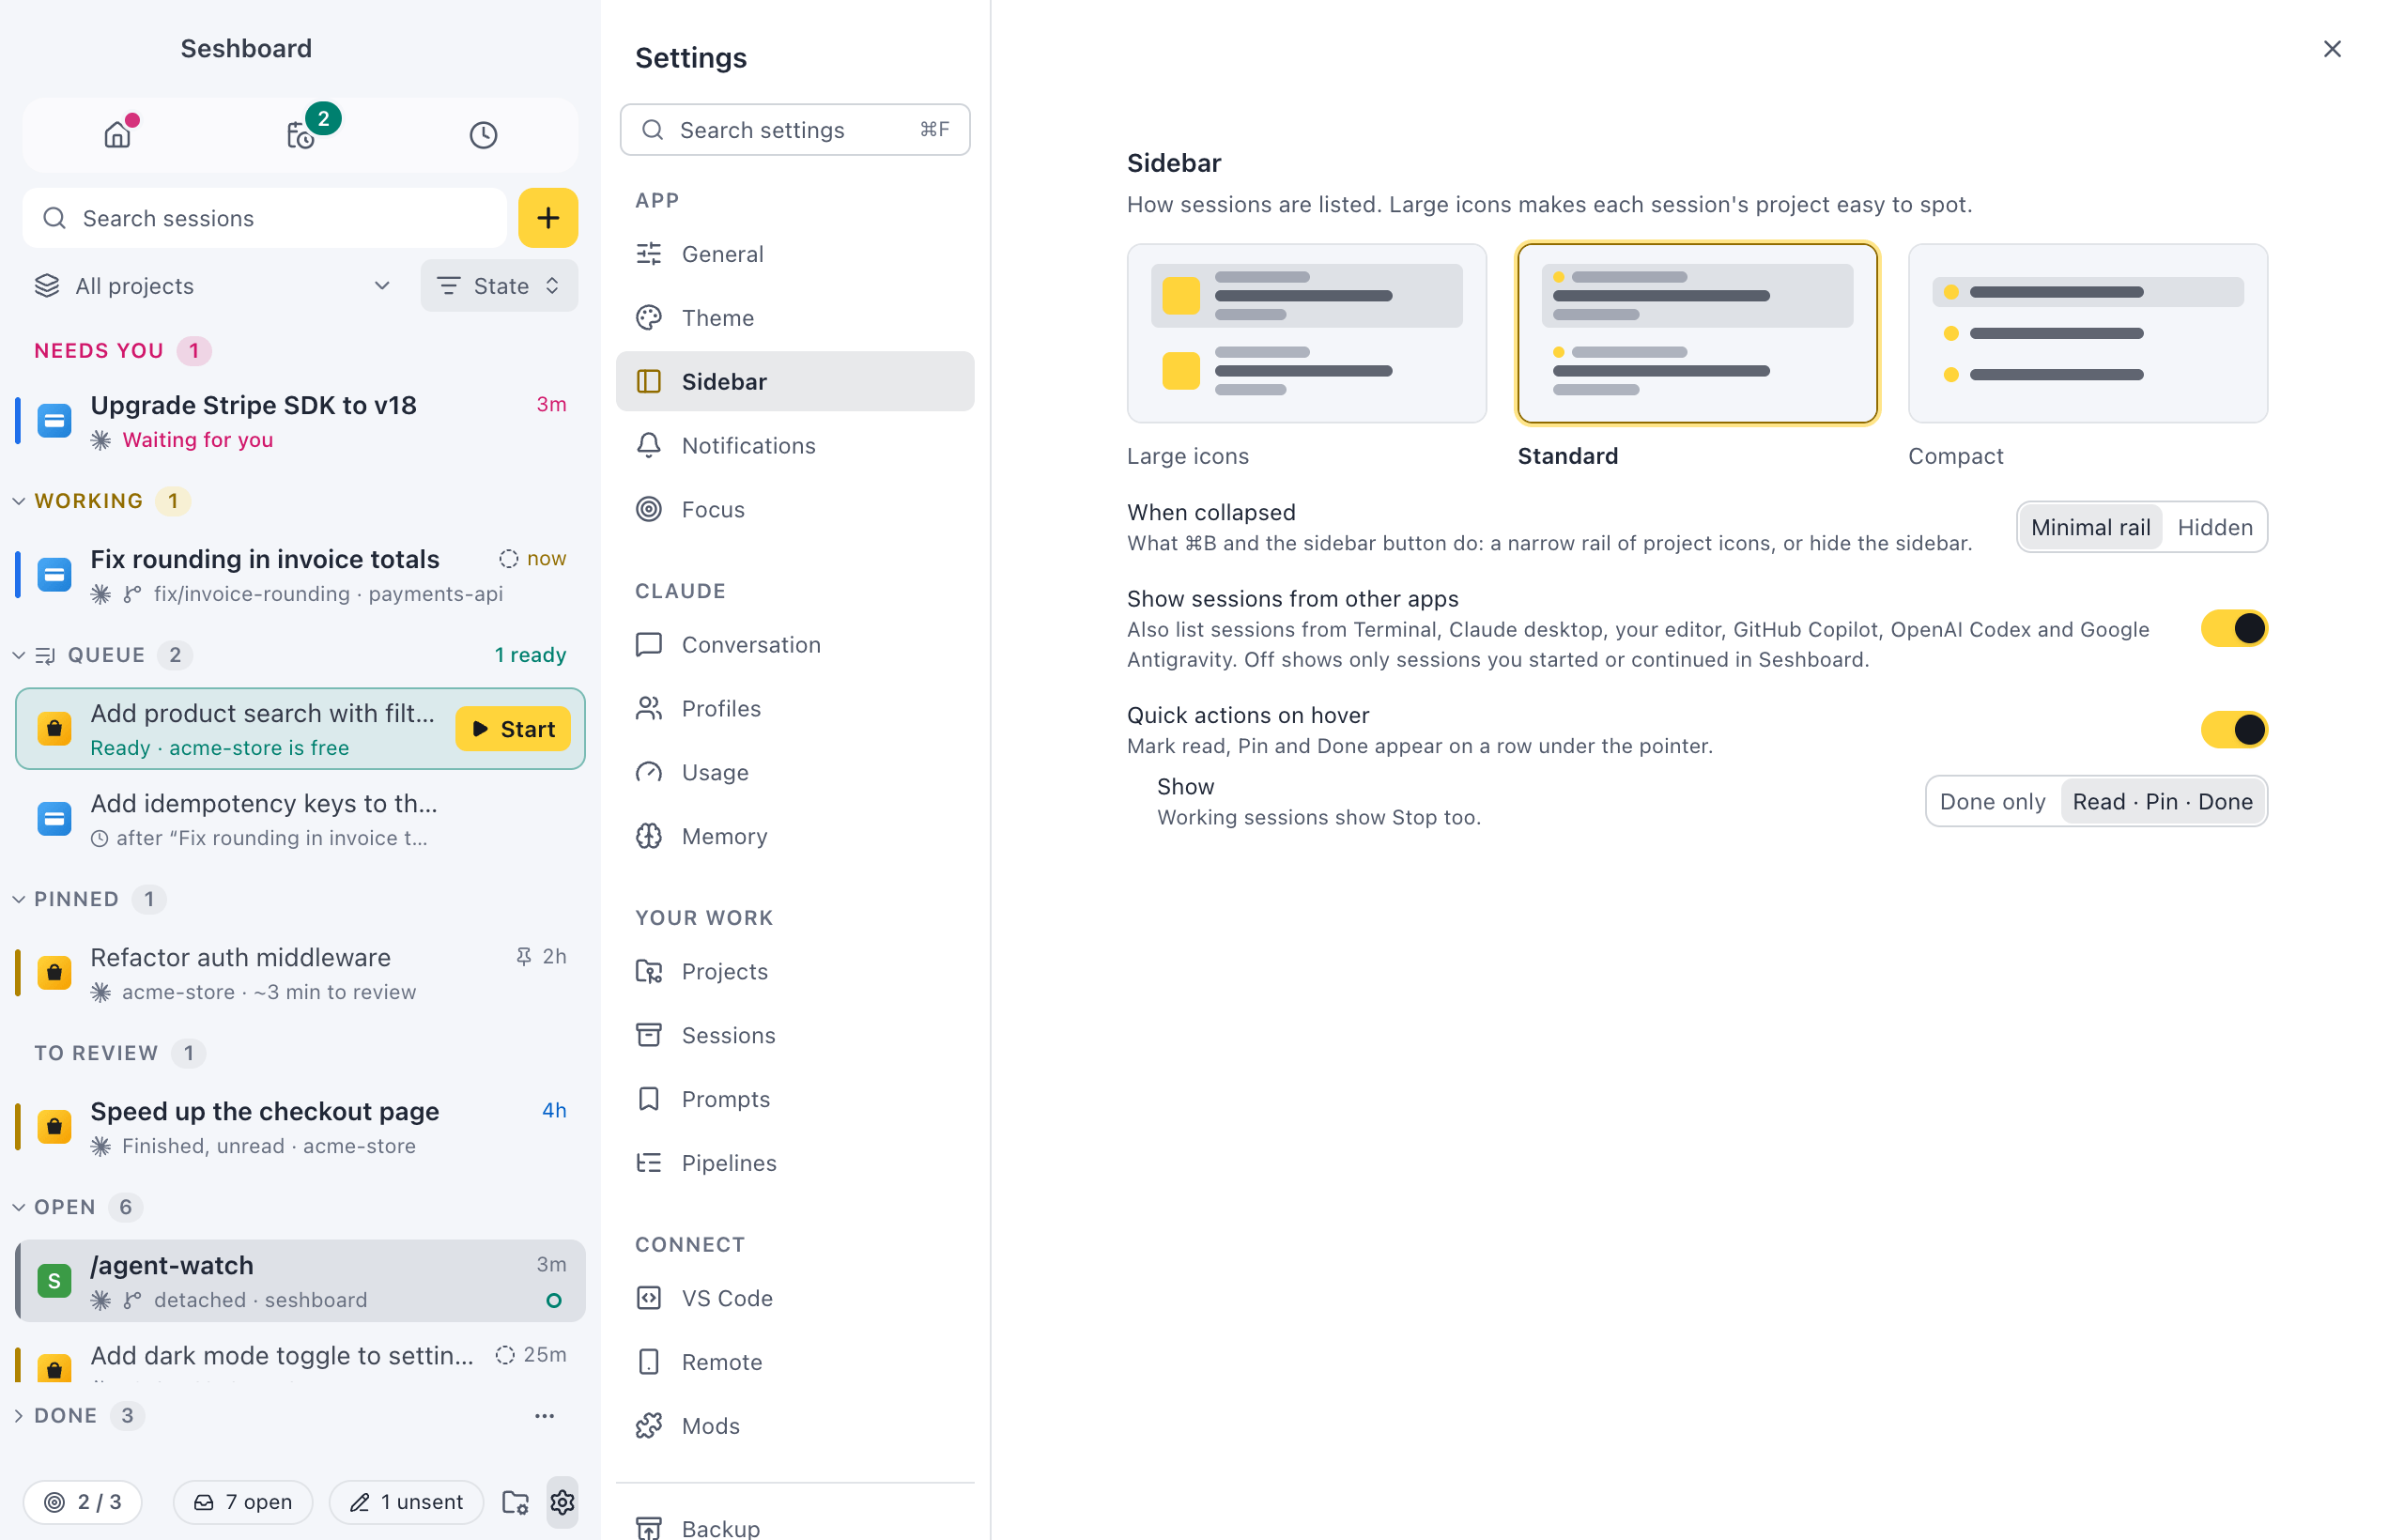 Seshboard
2
Search sessions
All projects
State
NEEDS YOU 1
Upgrade Stripe SDK to v18 3m
Waiting for you
WORKING 1
Fix rounding in invoice totals now
fix/invoice-rounding · payments-api
QUEUE 2 1 ready
Add product search with filt...
Ready · acme-store is free
Start
Add idempotency keys to th...
after “Fix rounding in invoice t...
PINNED 1
Refactor auth middleware 2h
acme-store · ~3 min to review
TO REVIEW 1
Speed up the checkout page 4h
Finished, unread · acme-store
OPEN 6
S
/agent-watch 3m
detached · seshboard
Add dark mode toggle to settin... 25m
DONE 3
2 / 3
7 open
1 unsent
Settings
Search settings ⌘F
APP
General
Theme
Sidebar
Notifications
Focus
CLAUDE
Conversation
Profiles
Usage
Memory
YOUR WORK
Projects
Sessions
Prompts
Pipelines
CONNECT
VS Code
Remote
Mods
Backup
Sidebar
How sessions are listed. Large icons makes each session's project easy to spot.
Large icons
Standard
Compact
When collapsed
What ⌘B and the sidebar button do: a narrow rail of project icons, or hide the sidebar.
Minimal rail Hidden
Show sessions from other apps
Also list sessions from Terminal, Claude desktop, your editor, GitHub Copilot, OpenAI Codex and Google
Antigravity. Off shows only sessions you started or continued in Seshboard.
Quick actions on hover
Mark read, Pin and Done appear on a row under the pointer.
Show
Working sessions show Stop too.
Done only Read · Pin · Done